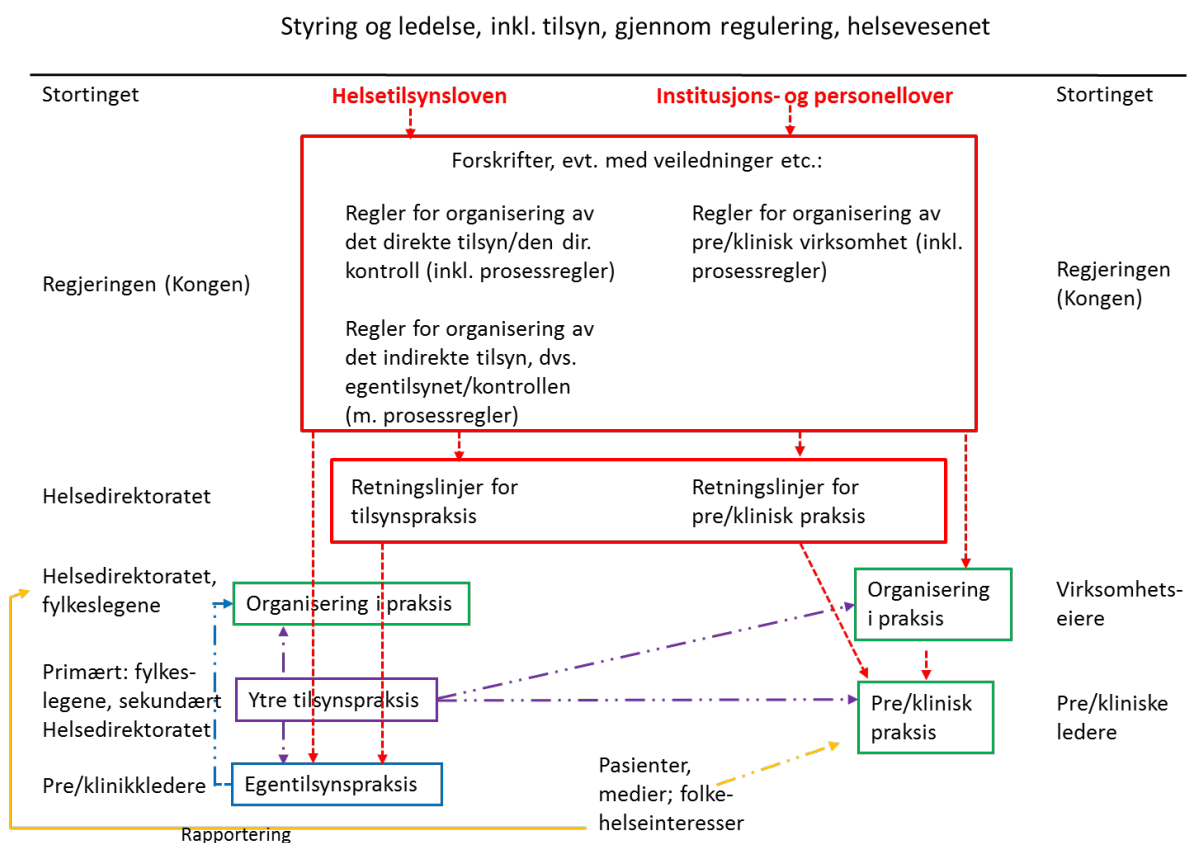 Styring og ledelse, inkl. tilsyn, gjennom regulering, helsevesenet
Stortinget
Helsetilsynsloven
Institusjons- og personellover
Stortinget
Forskrifter, evt. med veiledninger etc.:
Regler for organisering av
det direkte tilsyn/den dir.
kontroll (inkl. prosessregler)
Regler for organisering av
pre/klinisk virksomhet (inkl.
prosessregler)
Regjeringen (Kongen)
Regjeringen
(Kongen)
Regler for organisering av
det indirekte tilsyn, dvs.
egentilsynet/kontrollen
(m. prosessregler)
Helsedirektoratet
Retningslinjer for
tilsynspraksis
Retningslinjer for
pre/klinisk praksis
Helsedirektoratet,
fylkeslegene
Organisering i praksis
Organisering
i praksis
Virksomhets-
eiere
Primært: fylkes-
legene, sekundært
Helsedirektoratet
Ytre tilsynspraksis
Pre/klinisk
praksis
Pre/kliniske
ledere
Pre/klinikkledere
Egentilsynspraksis
Pasienter,
medier; folke-
helseinteresser
Rapportering